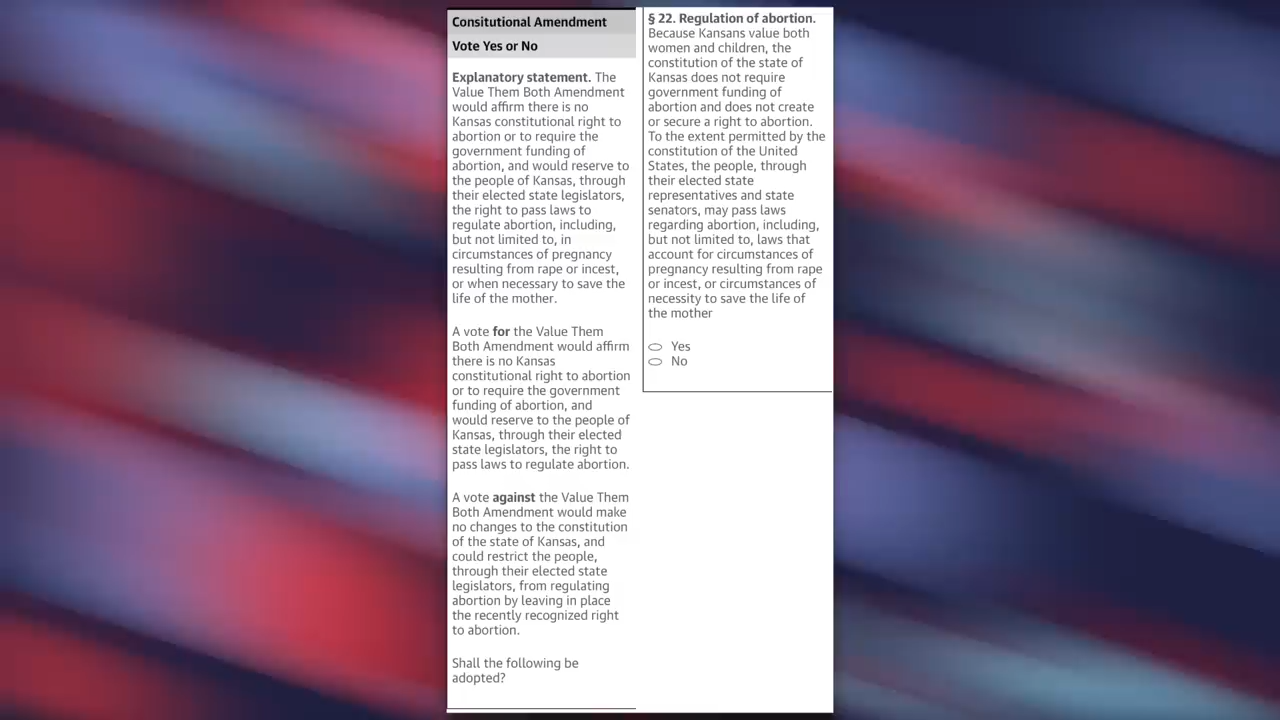 Consitutional Amendment
Vote Yes or No
Explanatory statement. The
Value Them Both Amendment
would affirm there is no
Kansas constitutional right to
abortion or to require the
government funding of
abortion, and would reserve to
the people of Kansas, through
their elected state legislators,
the right to pass laws to
regulate abortion, including,
but not limited to, in
circumstances of pregnancy
resulting from rape or incest,
or when necessary to save the
life of the mother.
A vote for the Value Them
Both Amendment would affirm
there is no Kansas
constitutional right to abortion
or to require the government
funding of abortion, and
would reserve to the people of
Kansas, through their elected
state legislators, the right to
pass laws to regulate abortion.
A vote against the Value Them
Both Amendment would make
no changes to the constitution
of the state of Kansas, and
could restrict the people,
through their elected state
legislators, from regulating
abortion by leaving in place
the recently recognized right
to abortion.
Shall the following be
adopted?
§ 22. Regulation of abortion.
Because Kansans value both
women and children, the
constitution of the state of
Kansas does not require
government funding of
abortion and does not create
or secure a right to abortion.
To the extent permitted by the
constitution of the United
States, the people, through
their elected state
representatives and state
senators, may pass laws
regarding abortion, including,
but not limited to, laws that
account for circumstances of
pregnancy resulting from rape
or incest, or circumstances of
necessity to save the life of
the mother
Yes
No